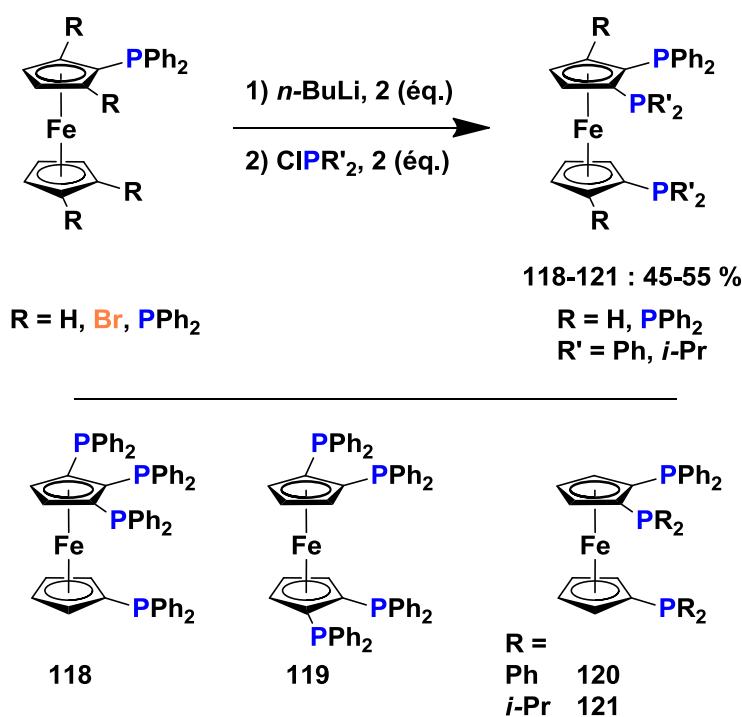 R
PPh₂
R
Fe
R
R
1) n-BuLi, 2 (éq.)
2) ClPR'₂, 2 (éq.)
R
PPh₂
PR'₂
Fe
PR'₂
R
118-121 : 45-55 %
R = H, Br, PPh₂
R = H, PPh₂
R' = Ph, i-Pr
PPh₂
PPh₂
PPh₂
Fe
PPh₂
118
PPh₂
PPh₂
Fe
PPh₂
PPh₂
119
PPh₂
PR₂
Fe
PR₂
R =
Ph 120
i-Pr 121